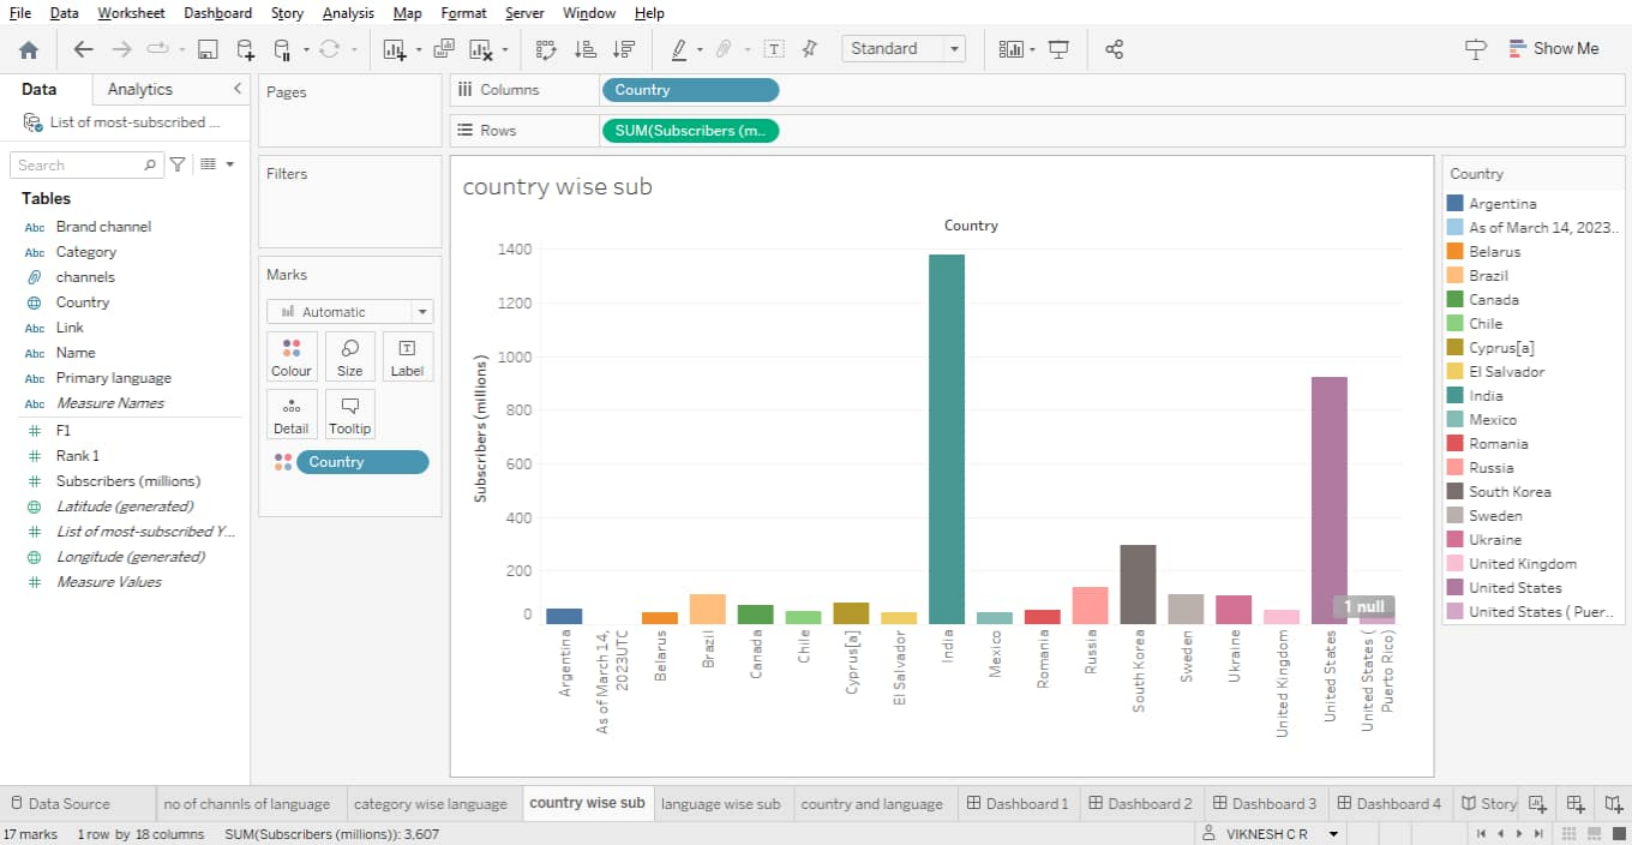 File Data Worksheet Dashboard Story Analysis Map Format Server Window Help
Standard
Show Me
Data Analytics
List of most-subscribed ...
Search
Tables
Abc Brand channel
Abc Category
channels
Country
Abc Link
Abc Name
Abc Primary language
Abc Measure Names
# F1
# Rank 1
# Subscribers (millions)
Latitude (generated)
# List of most-subscribed Y...
Longitude (generated)
# Measure Values
Pages
Filters
Marks
Automatic
Colour Size Label
Detail Tooltip
Country
Columns Country
Rows SUM(Subscribers (m..
country wise sub
Country
Subscribers (millions)
1400
1200
1000
800
600
400
200
0
1 null
Argentina
As of March 14,
2023UTC
Belarus
Brazil
Canada
Chile
Cyprus[a]
El Salvador
India
Mexico
Romania
Russia
South Korea
Sweden
Ukraine
United Kingdom
United States
United States (
Puerto Rico)
Country
Argentina
As of March 14, 2023..
Belarus
Brazil
Canada
Chile
Cyprus[a]
El Salvador
India
Mexico
Romania
Russia
South Korea
Sweden
Ukraine
United Kingdom
United States
United States ( Puer..
Data Source no of channls of language category wise language country wise sub language wise sub country and language Dashboard 1 Dashboard 2 Dashboard 3 Dashboard 4 Story
17 marks 1 row by 18 columns SUM(Subscribers (millions)): 3,607 VIKNESH C R